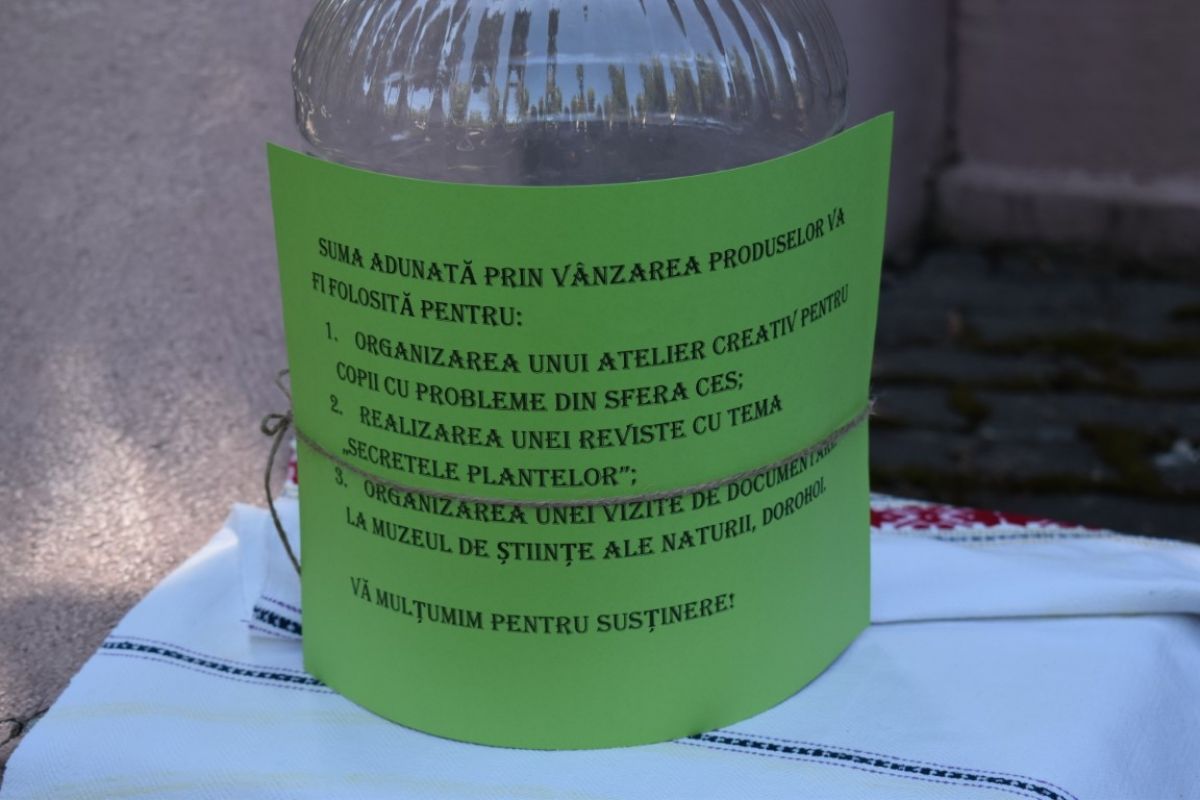 SUMA ADUNATĂ PRIN VÂNZAREA PRODUSELOR VA
FI FOLOSITĂ PENTRU:
1. ORGANIZAREA UNUI ATELIER CREATIV PENTRU
COPII CU PROBLEME DIN SFERA CES;
2. REALIZAREA UNEI REVISTE CU TEMA
„SECRETELE PLANTELOR”;
3. ORGANIZAREA UNEI VIZITE DE DOCUMENTARE
LA MUZEUL DE ȘTIINȚE ALE NATURII, DOROHOI.
VĂ MULȚUMIM PENTRU SUSȚINERE!